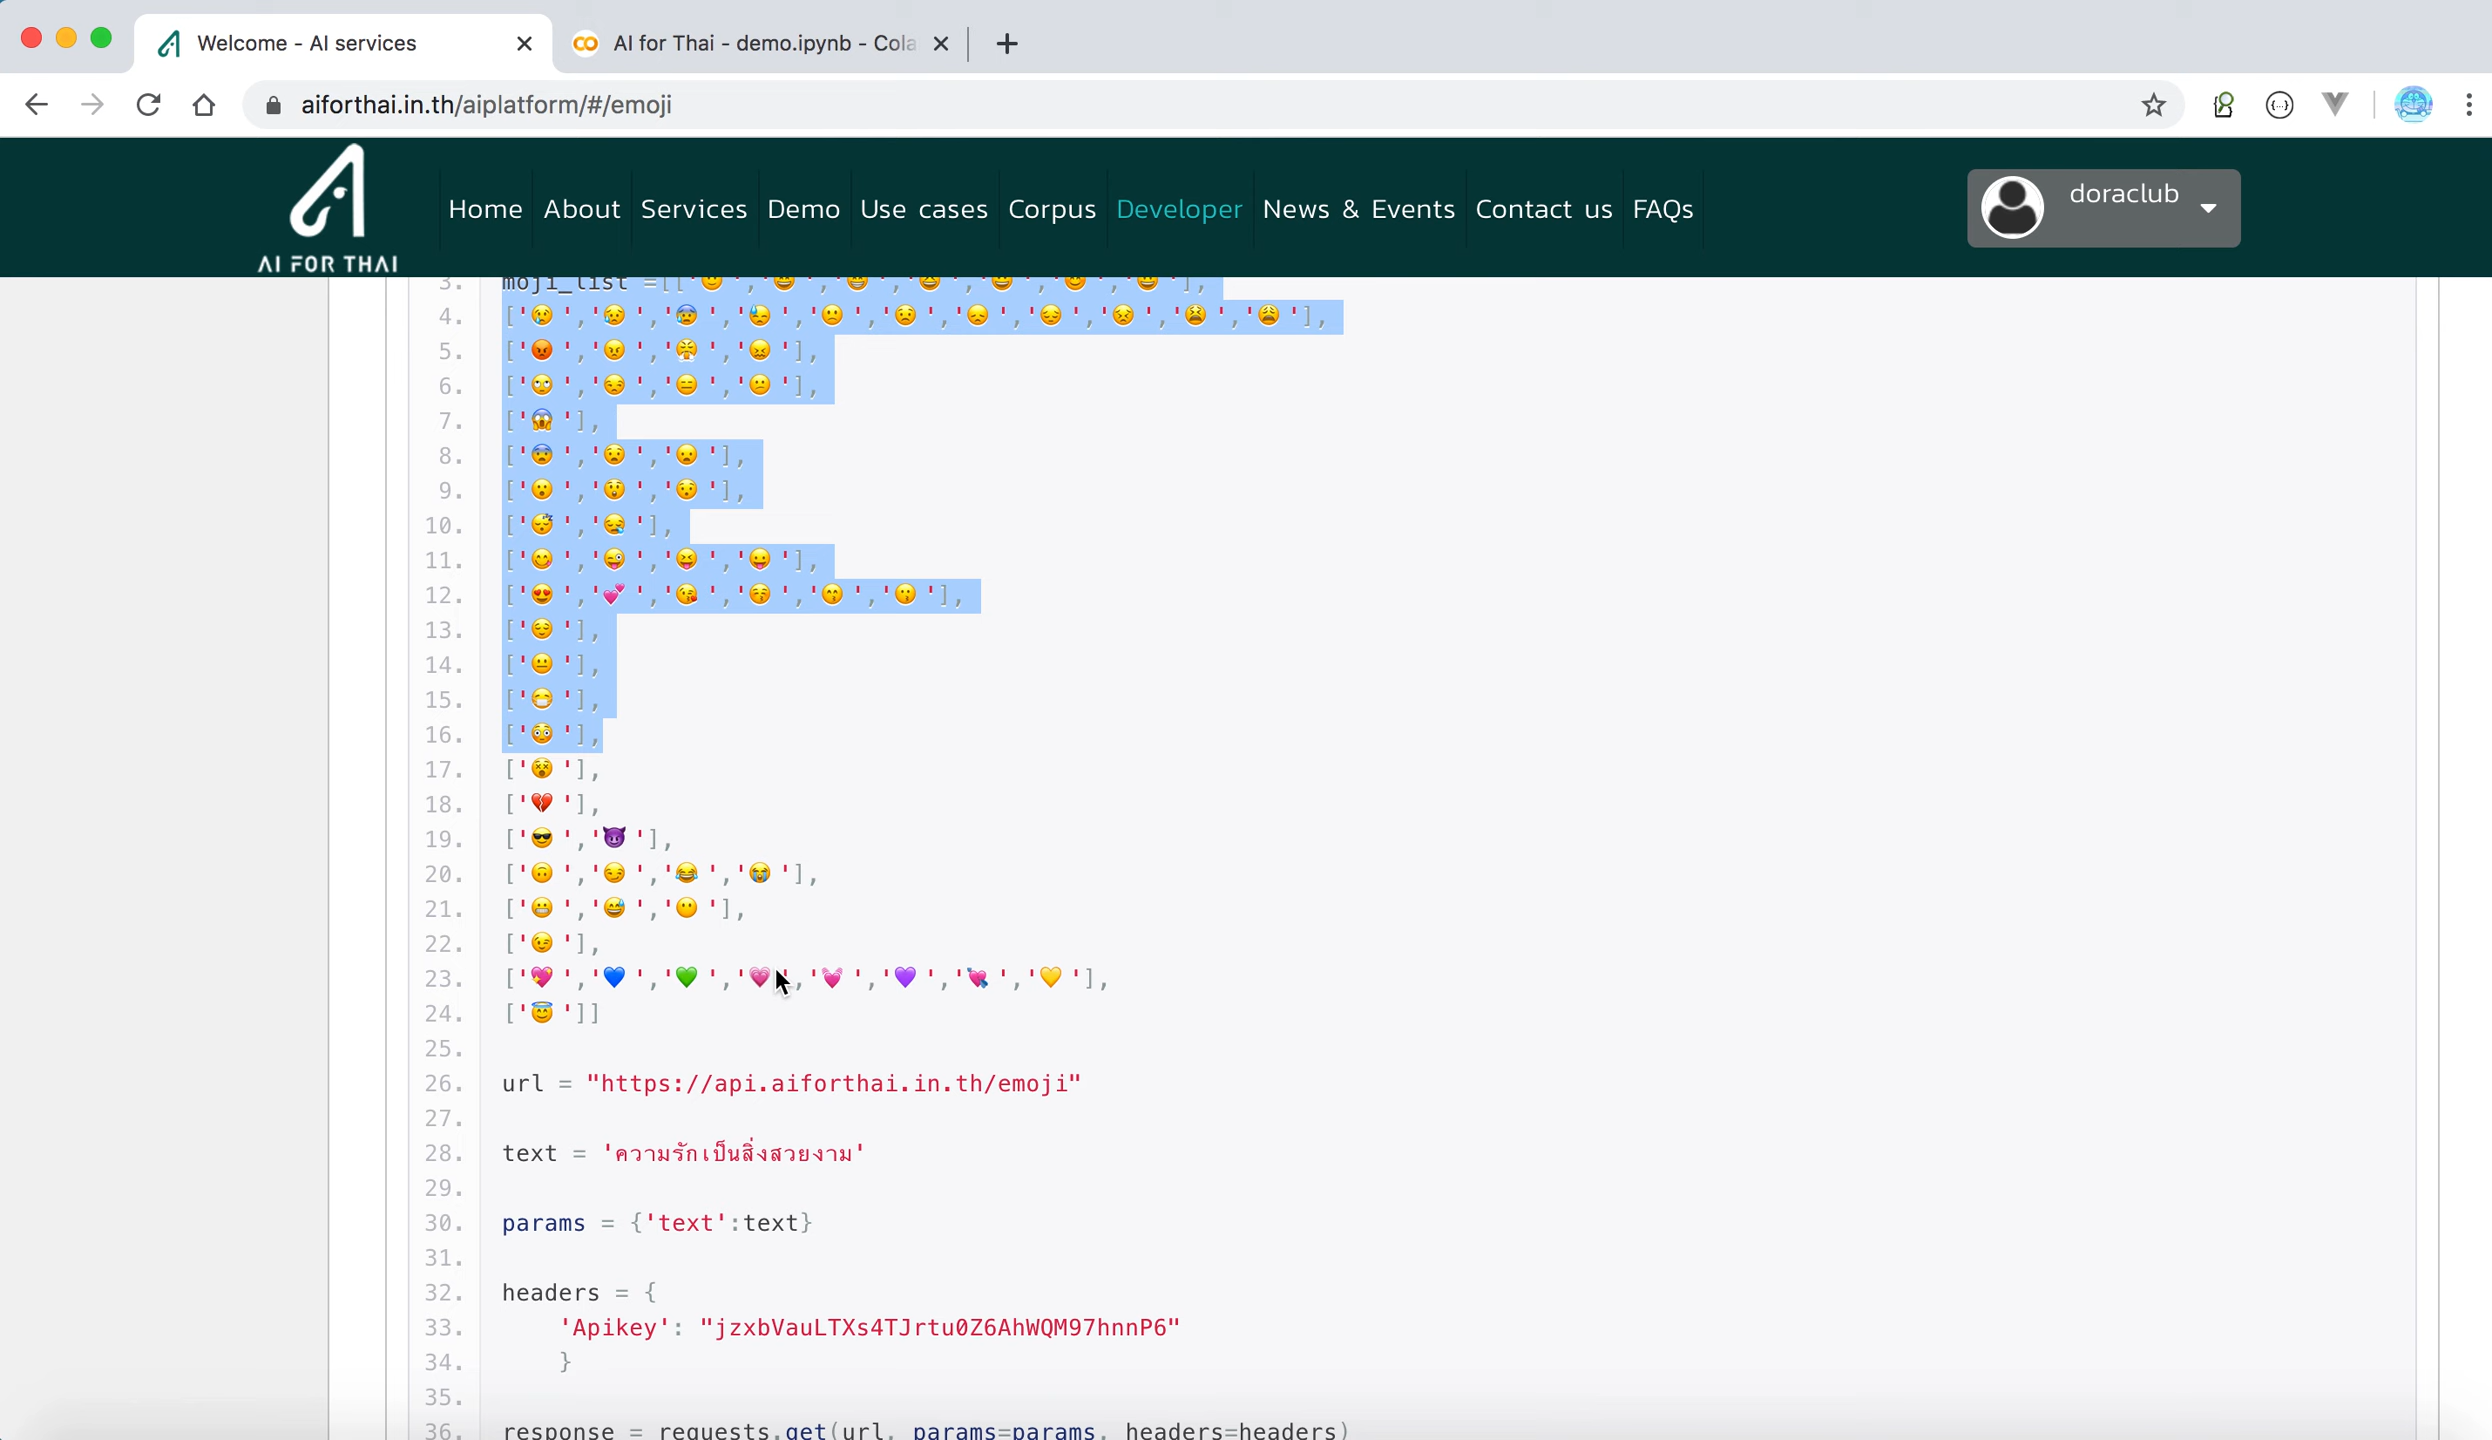 Welcome - AI services
AI for Thai - demo.ipynb - Cola
aiforthai.in.th/aiplatform/#/emoji
AI FOR THAI
Home About Services Demo Use cases Corpus Developer News & Events Contact us FAQs
doraclub
3. moji_list =[['🙂 ','😄 ','😁 ','😆 ','😀 ','😊 ','😃 '],
4. ['😢 ','😥 ','😰 ','😓 ','🙁 ','😟 ','😞 ','😔 ','😣 ','😫 ','😩 '],
5. ['😡 ','😠 ','😤 ','😖 '],
6. ['🙄 ','😒 ','😑 ','😕 '],
7. ['😱 '],
8. ['😨 ','😧 ','😦 '],
9. ['😮 ','😲 ','😯 '],
10. ['😴 ','😪 '],
11. ['😋 ','😜 ','😝 ','😛 '],
12. ['😍 ','💕 ','😘 ','😚 ','😙 ','😗 '],
13. ['😌 '],
14. ['😐 '],
15. ['😷 '],
16. ['😳 '],
17. ['😵 '],
18. ['💔 '],
19. ['😎 ','😈 '],
20. ['🙃 ','😏 ','😂 ','😭 '],
21. ['😬 ','😅 ','😶 '],
22. ['😉 '],
23. ['💖 ','💙 ','💚 ','💗 ','💓 ','💜 ','💘 ','💛 '],
24. ['😇 ']]
25.
26. url = "https://api.aiforthai.in.th/emoji"
27.
28. text = 'ความรักเป็นสิ่งสวยงาม'
29.
30. params = {'text':text}
31.
32. headers = {
33. 'Apikey': "jzxbVauLTXs4TJrtu0Z6AhWQM97hnnP6"
34. }
35.
36. response = requests.get(url, params=params, headers=headers)